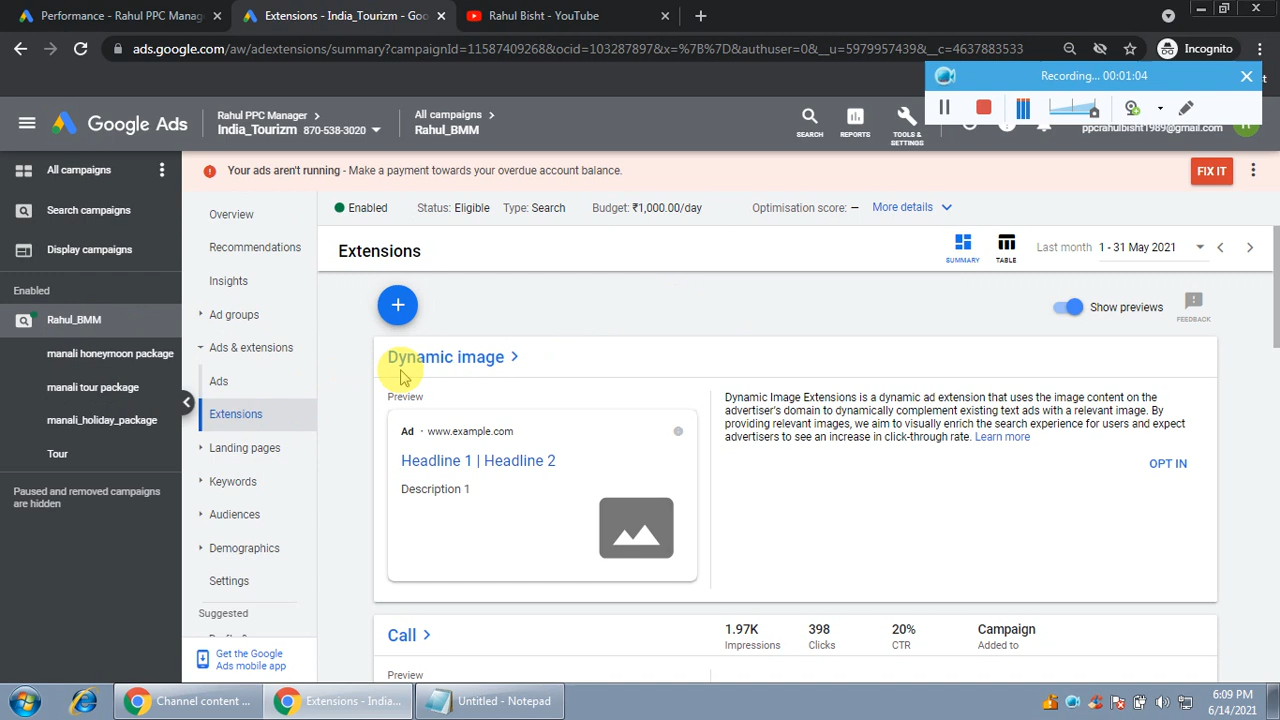 Performance - Rahul PPC Manag
Extensions - India_Tourizm - Goo
Rahul Bisht - YouTube
ads.google.com/aw/adextensions/summary?campaignId=11587409268&ocid=103287897&x=%7B%7D&authuser=0&__u=5979957439&__c=4637883533
Incognito
Recording... 00:01:04
Google Ads
Rahul PPC Manager
India_Tourizm 870-538-3020
All campaigns
Rahul_BMM
SEARCH
REPORTS
TOOLS &
SETTINGS
ppcrahulbisht1989@gmail.com
All campaigns
Search campaigns
Display campaigns
Enabled
Rahul_BMM
manali honeymoon package
manali tour package
manali_holiday_package
Tour
Paused and removed campaigns
are hidden
Your ads aren't running - Make a payment towards your overdue account balance.
FIX IT
Overview
Recommendations
Insights
Ad groups
Ads & extensions
Ads
Extensions
Landing pages
Keywords
Audiences
Demographics
Settings
Suggested
Get the Google
Ads mobile app
Enabled Status: Eligible Type: Search Budget: ₹1,000.00/day Optimisation score: — More details
Extensions
SUMMARY
TABLE
Last month 1 - 31 May 2021
Show previews
FEEDBACK
Dynamic image
Preview
Ad · www.example.com
Headline 1 | Headline 2
Description 1
Dynamic Image Extensions is a dynamic ad extension that uses the image content on the
advertiser's domain to dynamically complement existing text ads with a relevant image. By
providing relevant images, we aim to visually enrich the search experience for users and expect
advertisers to see an increase in click-through rate. Learn more
OPT IN
Call
1.97K
Impressions
398
Clicks
20%
CTR
Campaign
Added to
Preview
Channel content ...
Extensions - India...
Untitled - Notepad
6:09 PM
6/14/2021